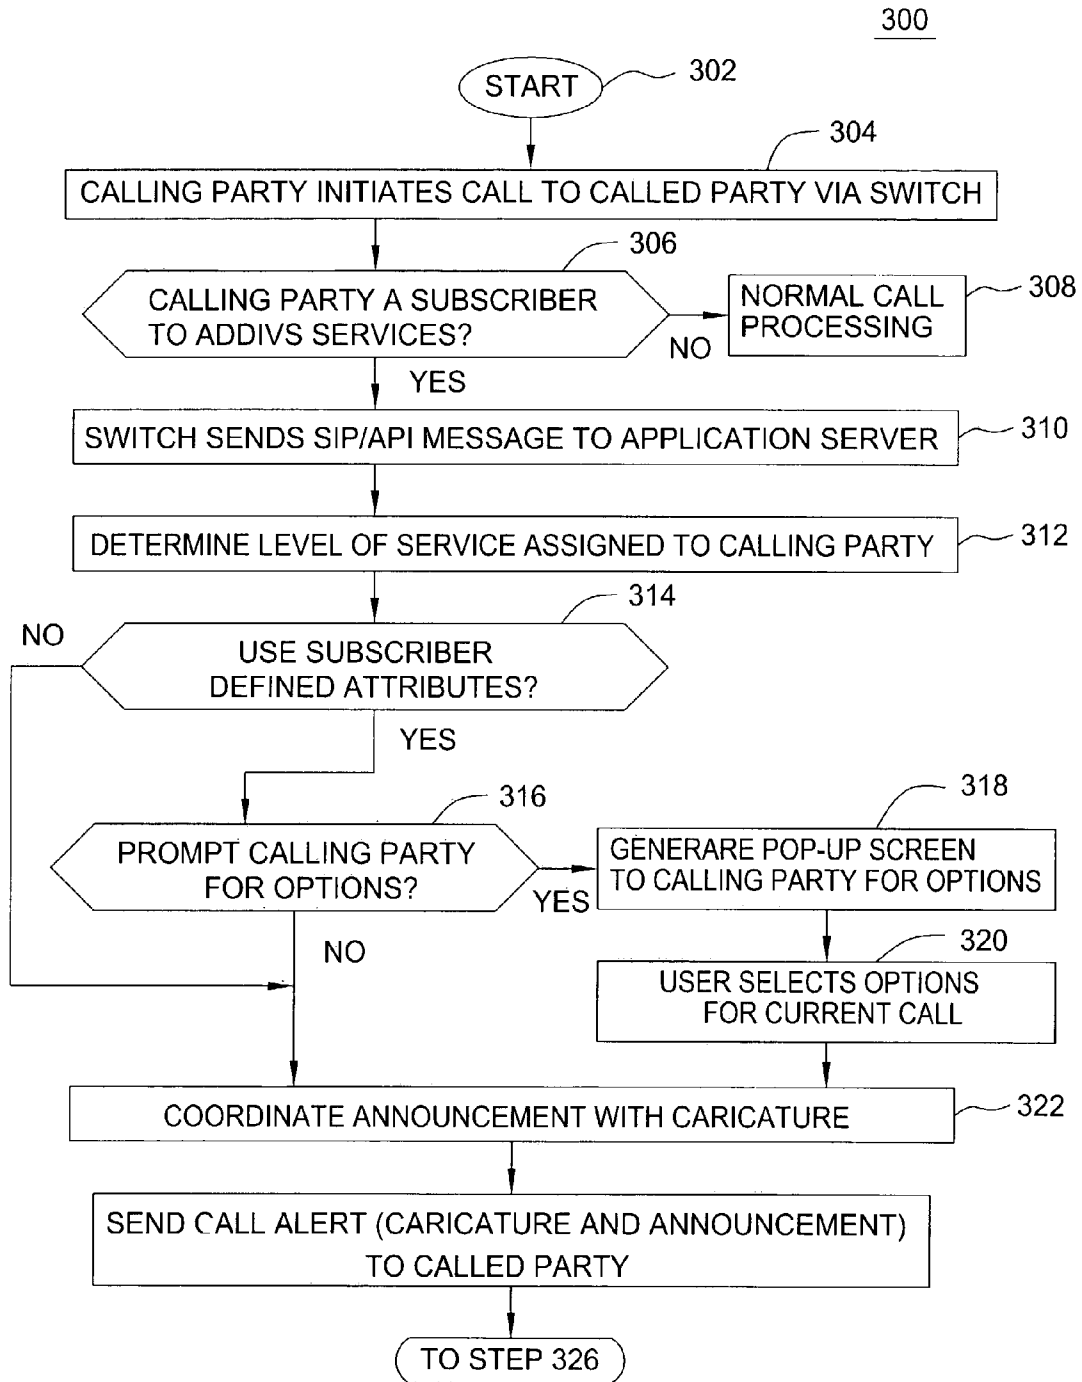 300
START
302
304
CALLING PARTY INITIATES CALL TO CALLED PARTY VIA SWITCH
306
CALLING PARTY A SUBSCRIBER
TO ADDIVS SERVICES?
NORMAL CALL
PROCESSING
308
NO
YES
SWITCH SENDS SIP/API MESSAGE TO APPLICATION SERVER
310
DETERMINE LEVEL OF SERVICE ASSIGNED TO CALLING PARTY
312
314
NO
USE SUBSCRIBER
DEFINED ATTRIBUTES?
YES
316
PROMPT CALLING PARTY
FOR OPTIONS?
YES
318
GENERARE POP-UP SCREEN
TO CALLING PARTY FOR OPTIONS
NO
320
USER SELECTS OPTIONS
FOR CURRENT CALL
COORDINATE ANNOUNCEMENT WITH CARICATURE
322
SEND CALL ALERT (CARICATURE AND ANNOUNCEMENT)
TO CALLED PARTY
TO STEP 326